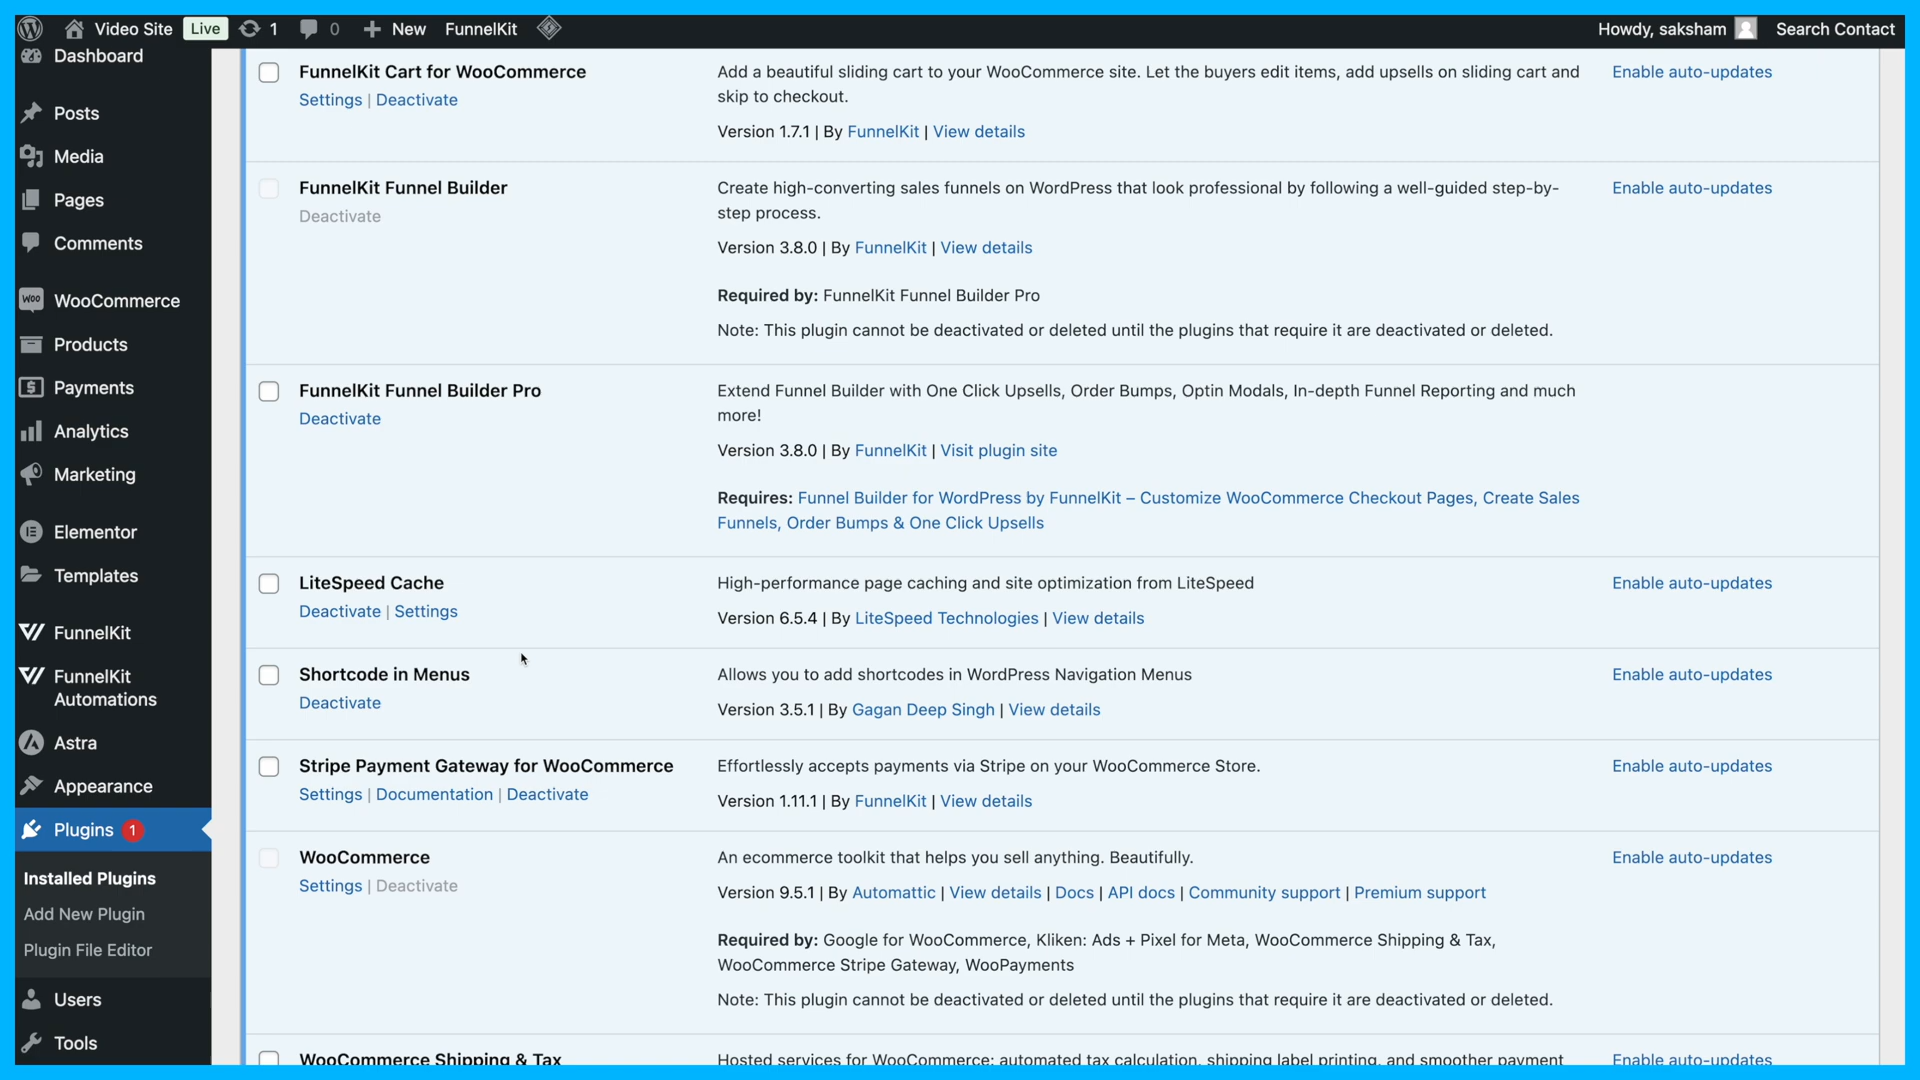 Video Site Live 1 0 New FunnelKit Howdy, saksham Search Contact
Dashboard
Posts
Media
Pages
Comments
WOO WooCommerce
Products
Payments
Analytics
Marketing
Elementor
Templates
FunnelKit
FunnelKit
Automations
Astra
Appearance
Plugins 1
Installed Plugins
Add New Plugin
Plugin File Editor
Users
Tools
FunnelKit Cart for WooCommerce
Settings | Deactivate
Add a beautiful sliding cart to your WooCommerce site. Let the buyers edit items, add upsells on sliding cart and
skip to checkout.
Version 1.7.1 | By FunnelKit | View details
Enable auto-updates
FunnelKit Funnel Builder
Deactivate
Create high-converting sales funnels on WordPress that look professional by following a well-guided step-by-
step process.
Version 3.8.0 | By FunnelKit | View details
Required by: FunnelKit Funnel Builder Pro
Note: This plugin cannot be deactivated or deleted until the plugins that require it are deactivated or deleted.
Enable auto-updates
FunnelKit Funnel Builder Pro
Deactivate
Extend Funnel Builder with One Click Upsells, Order Bumps, Optin Modals, In-depth Funnel Reporting and much
more!
Version 3.8.0 | By FunnelKit | Visit plugin site
Requires: Funnel Builder for WordPress by FunnelKit – Customize WooCommerce Checkout Pages, Create Sales
Funnels, Order Bumps & One Click Upsells
LiteSpeed Cache
Deactivate | Settings
High-performance page caching and site optimization from LiteSpeed
Version 6.5.4 | By LiteSpeed Technologies | View details
Enable auto-updates
Shortcode in Menus
Deactivate
Allows you to add shortcodes in WordPress Navigation Menus
Version 3.5.1 | By Gagan Deep Singh | View details
Enable auto-updates
Stripe Payment Gateway for WooCommerce
Settings | Documentation | Deactivate
Effortlessly accepts payments via Stripe on your WooCommerce Store.
Version 1.11.1 | By FunnelKit | View details
Enable auto-updates
WooCommerce
Settings | Deactivate
An ecommerce toolkit that helps you sell anything. Beautifully.
Version 9.5.1 | By Automattic | View details | Docs | API docs | Community support | Premium support
Required by: Google for WooCommerce, Kliken: Ads + Pixel for Meta, WooCommerce Shipping & Tax,
WooCommerce Stripe Gateway, WooPayments
Note: This plugin cannot be deactivated or deleted until the plugins that require it are deactivated or deleted.
Enable auto-updates
WooCommerce Shipping & Tax
Hosted services for WooCommerce: automated tax calculation, shipping label printing, and smoother payment
Enable auto-updates